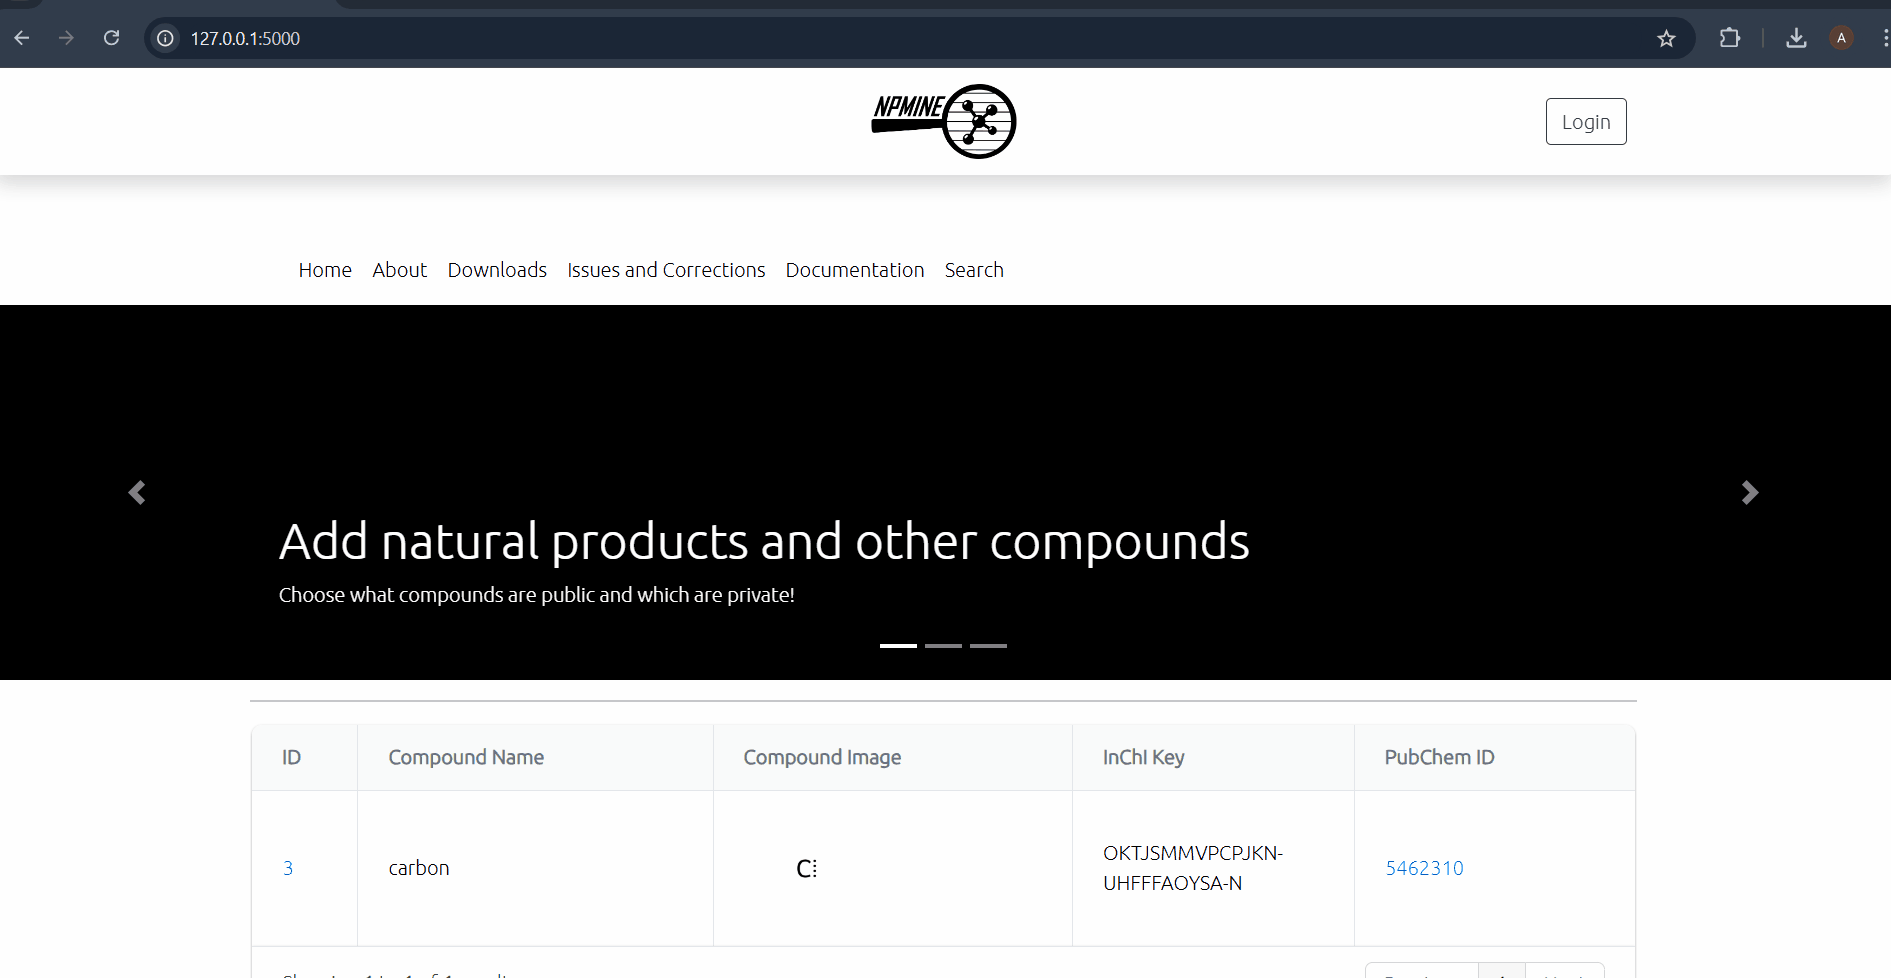 127.0.0.1:5000
A
NPMINE
Login
Home About Downloads Issues and Corrections Documentation Search
Add natural products and other compounds
Choose what compounds are public and which are private!
ID Compound Name Compound Image InChI Key PubChem ID
3 carbon C OKTJSMMVPCPJKN-
UHFFFAOYSA-N 5462310